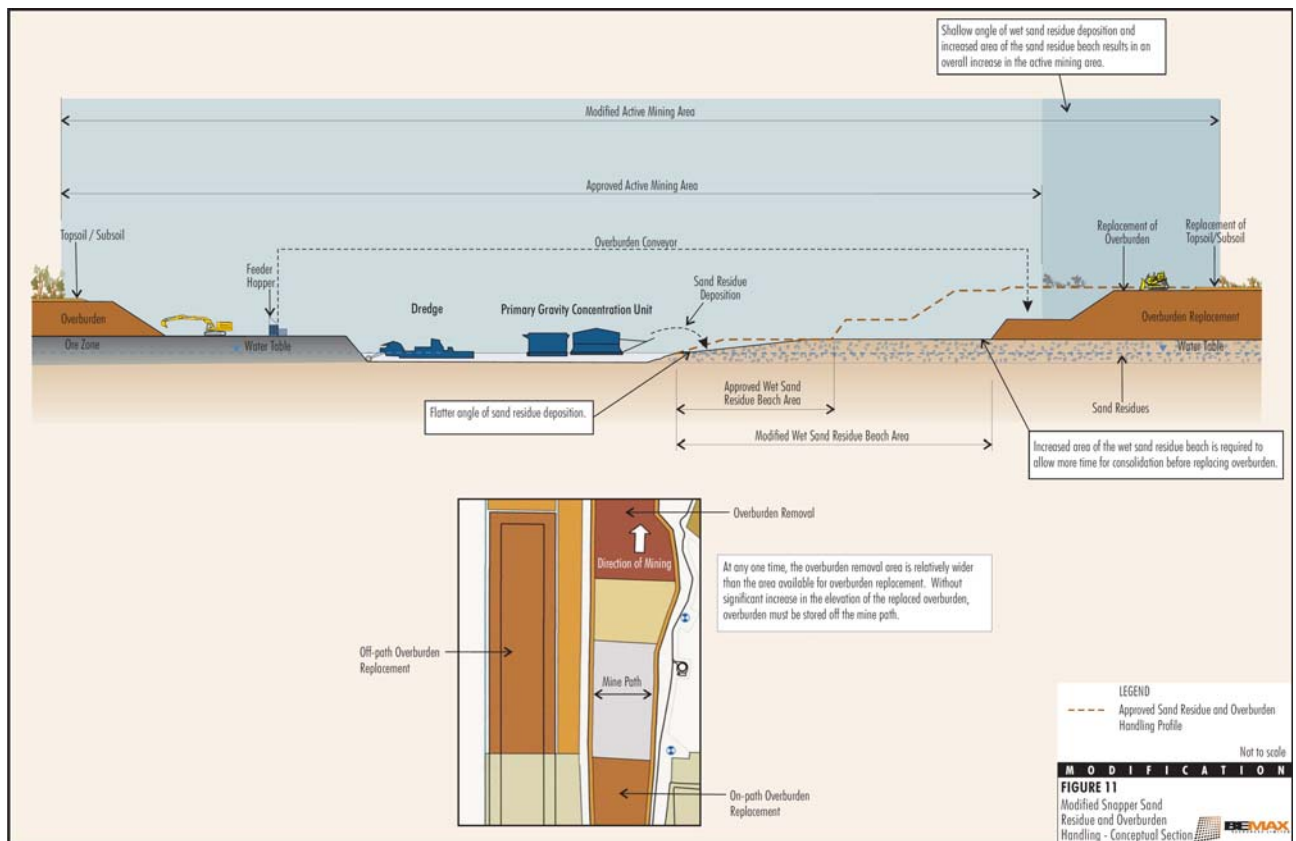 Shallow angle of wet sand residue deposition and
increased area of the sand residue beach results in an
overall increase in the active mining area.
Modified Active Mining Area
Approved Active Mining Area
Topsoil / Subsoil
Overburden Conveyor
Replacement of
Overburden
Replacement of
Topsoil/Subsoil
Feeder
Hopper
Sand Residue
Deposition
Dredge
Primary Gravity Concentration Unit
Overburden
Overburden Replacement
Ore Zone
Water Table
Water Table
Approved Wet Sand
Residue Beach Area
Flatter angle of sand residue deposition.
Sand Residues
Modified Wet Sand Residue Beach Area
Increased area of the wet sand residue beach is required to
allow more time for consolidation before replacing overburden.
Overburden Removal
Direction of Mining
At any one time, the overburden removal area is relatively wider
than the area available for overburden replacement. Without
significant increase in the elevation of the replaced overburden,
overburden must be stored off the mine path.
Off-path Overburden
Replacement
Mine Path
On-path Overburden
Replacement
LEGEND
Approved Sand Residue and Overburden
Handling Profile
Not to scale
MODIFICATION
FIGURE 11
Modified Snapper Sand
Residue and Overburden
Handling - Conceptual Section
BEMAX
RESOURCES LIMITED